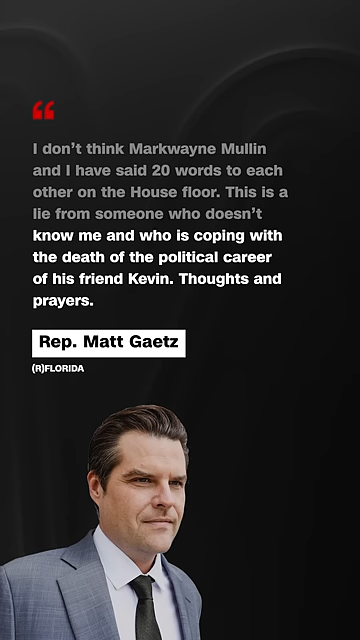 “
I don’t think Markwayne Mullin
and I have said 20 words to each
other on the House floor. This is a
lie from someone who doesn’t
know me and who is coping with
the death of the political career
of his friend Kevin. Thoughts and
prayers.
Rep. Matt Gaetz
(R)FLORIDA